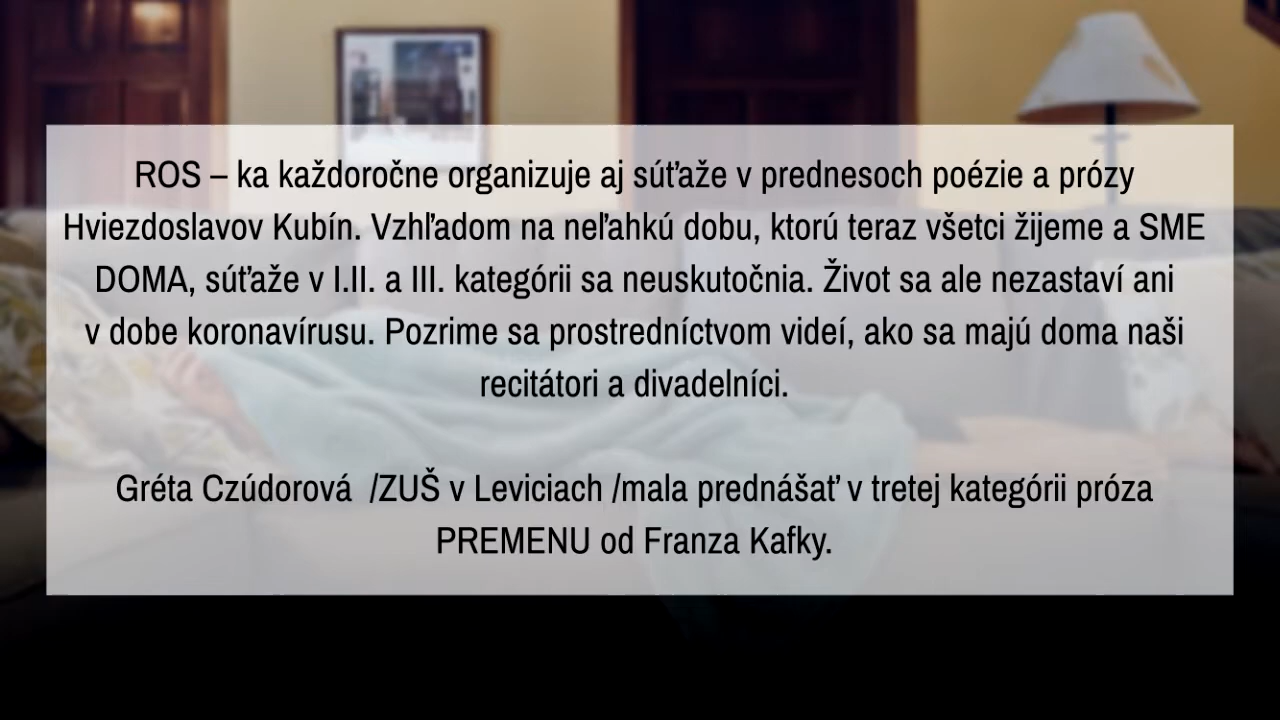 ROS – ka každoročne organizuje aj súťaže v prednesoch poézie a prózy
Hviezdoslavov Kubín. Vzhľadom na neľahkú dobu, ktorú teraz všetci žijeme a SME
DOMA, súťaže v I.II. a III. kategórii sa neuskutočnia. Život sa ale nezastaví ani
v dobe koronavírusu. Pozrime sa prostredníctvom videí, ako sa majú doma naši
recitátori a divadelníci.
Gréta Czúdorová /ZUŠ v Leviciach /mala prednášať v tretej kategórii próza
PREMENU od Franza Kafky.